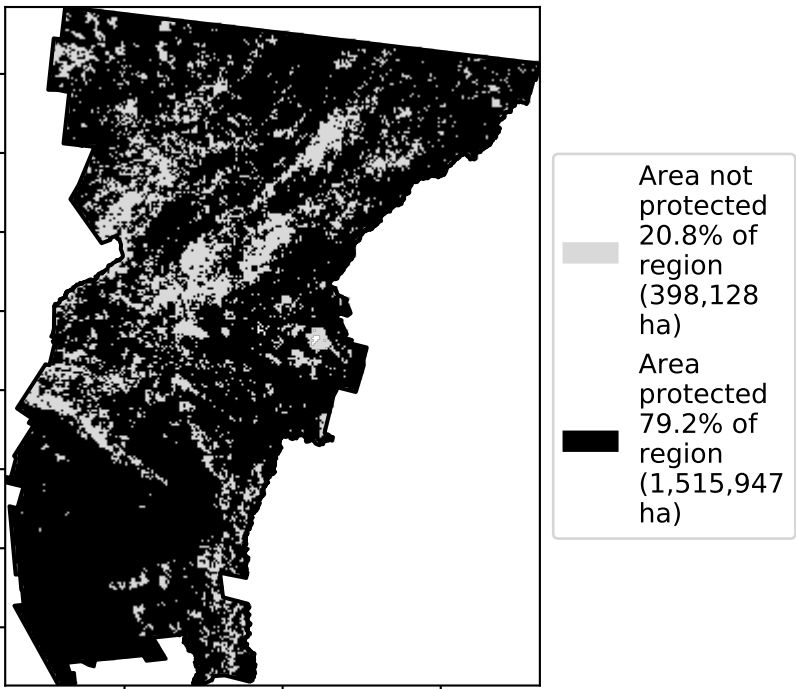 Area not
protected
20.8% of
region
(398,128
ha)
Area
protected
79.2% of
region
(1,515,947
ha)